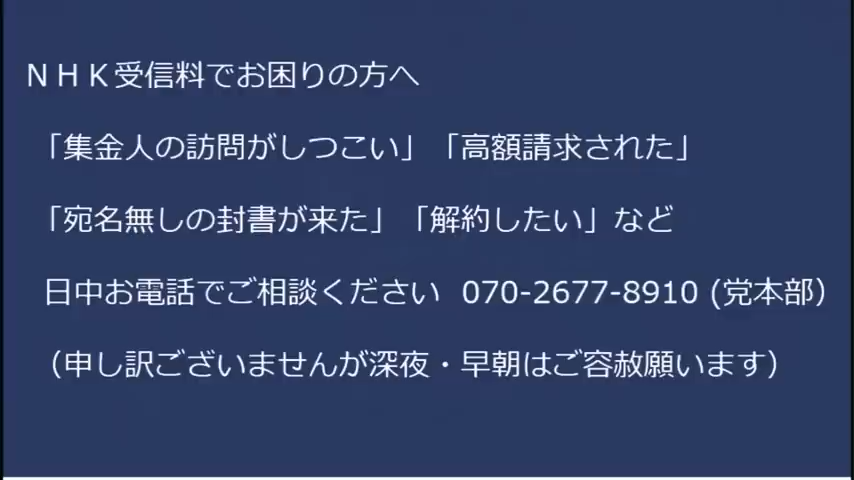 ＮＨＫ受信料でお困りの方へ
「集金人の訪問がしつこい」「高額請求された」
「宛名無しの封書が来た」「解約したい」など
日中お電話でご相談ください 070-2677-8910 (党本部）
（申し訳ございませんが深夜・早朝はご容赦願います）